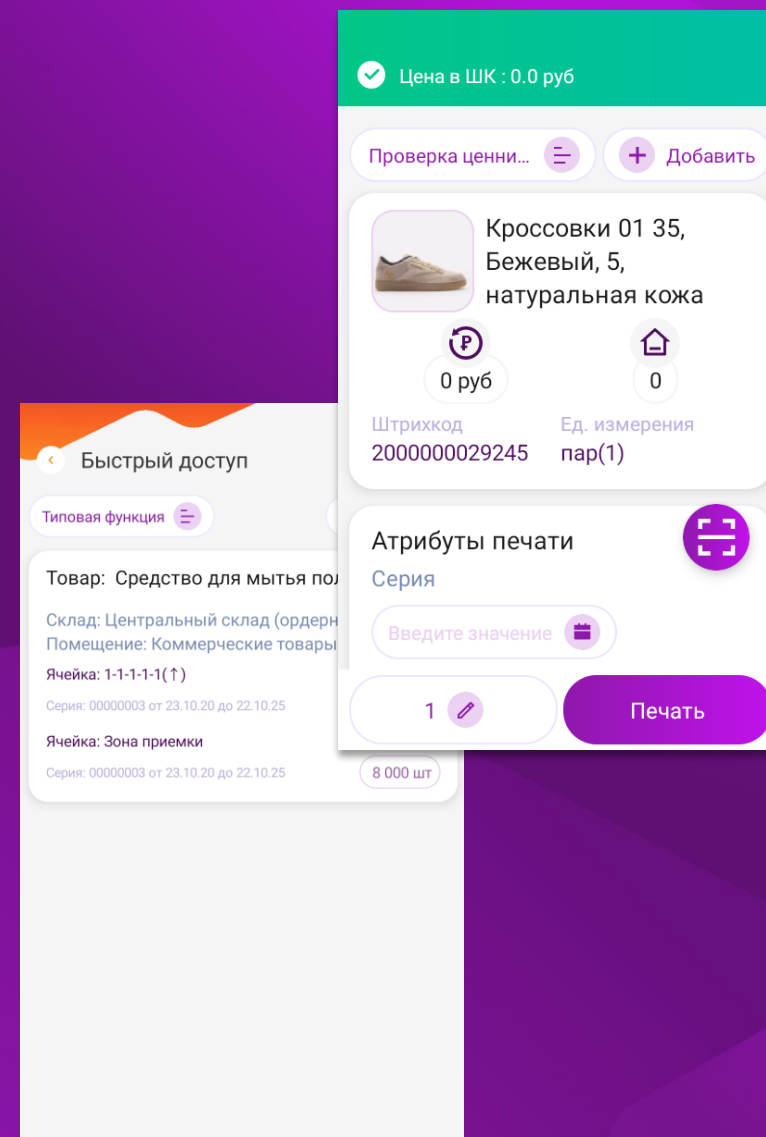 Цена в ШК : 0.0 руб
Проверка ценни...
Добавить
Кроссовки 01 35,
Бежевый, 5,
натуральная кожа
0 руб
0
Штрихкод
Ед. измерения
2000000029245
пар(1)
Атрибуты печати
Серия
Введите значение
1
Печать
Быстрый доступ
Типовая функция
Товар: Средство для мытья пол
Склад: Центральный склад (ордерн
Помещение: Коммерческие товары
Ячейка: 1-1-1-1-1(↑)
Серия: 00000003 от 23.10.20 до 22.10.25
Ячейка: Зона приемки
Серия: 00000003 от 23.10.20 до 22.10.25
8 000 шт